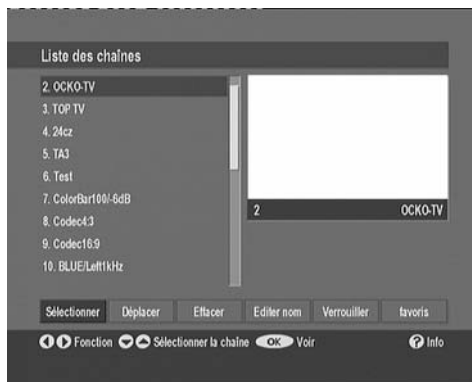 Liste des chaînes
2. OCKO-TV
3. TOP TV
4. 24cz
5. TA3
6. Test
7. ColorBar100/-6dB
8. Codec4:3
9. Codec16:9
10. BLUE/Left1kHz
2 OCKO-TV
Sélectionner Déplacer Effacer Editer nom Verrouiller favoris
Fonction Sélectionner la chaîne OK Voir ? Info